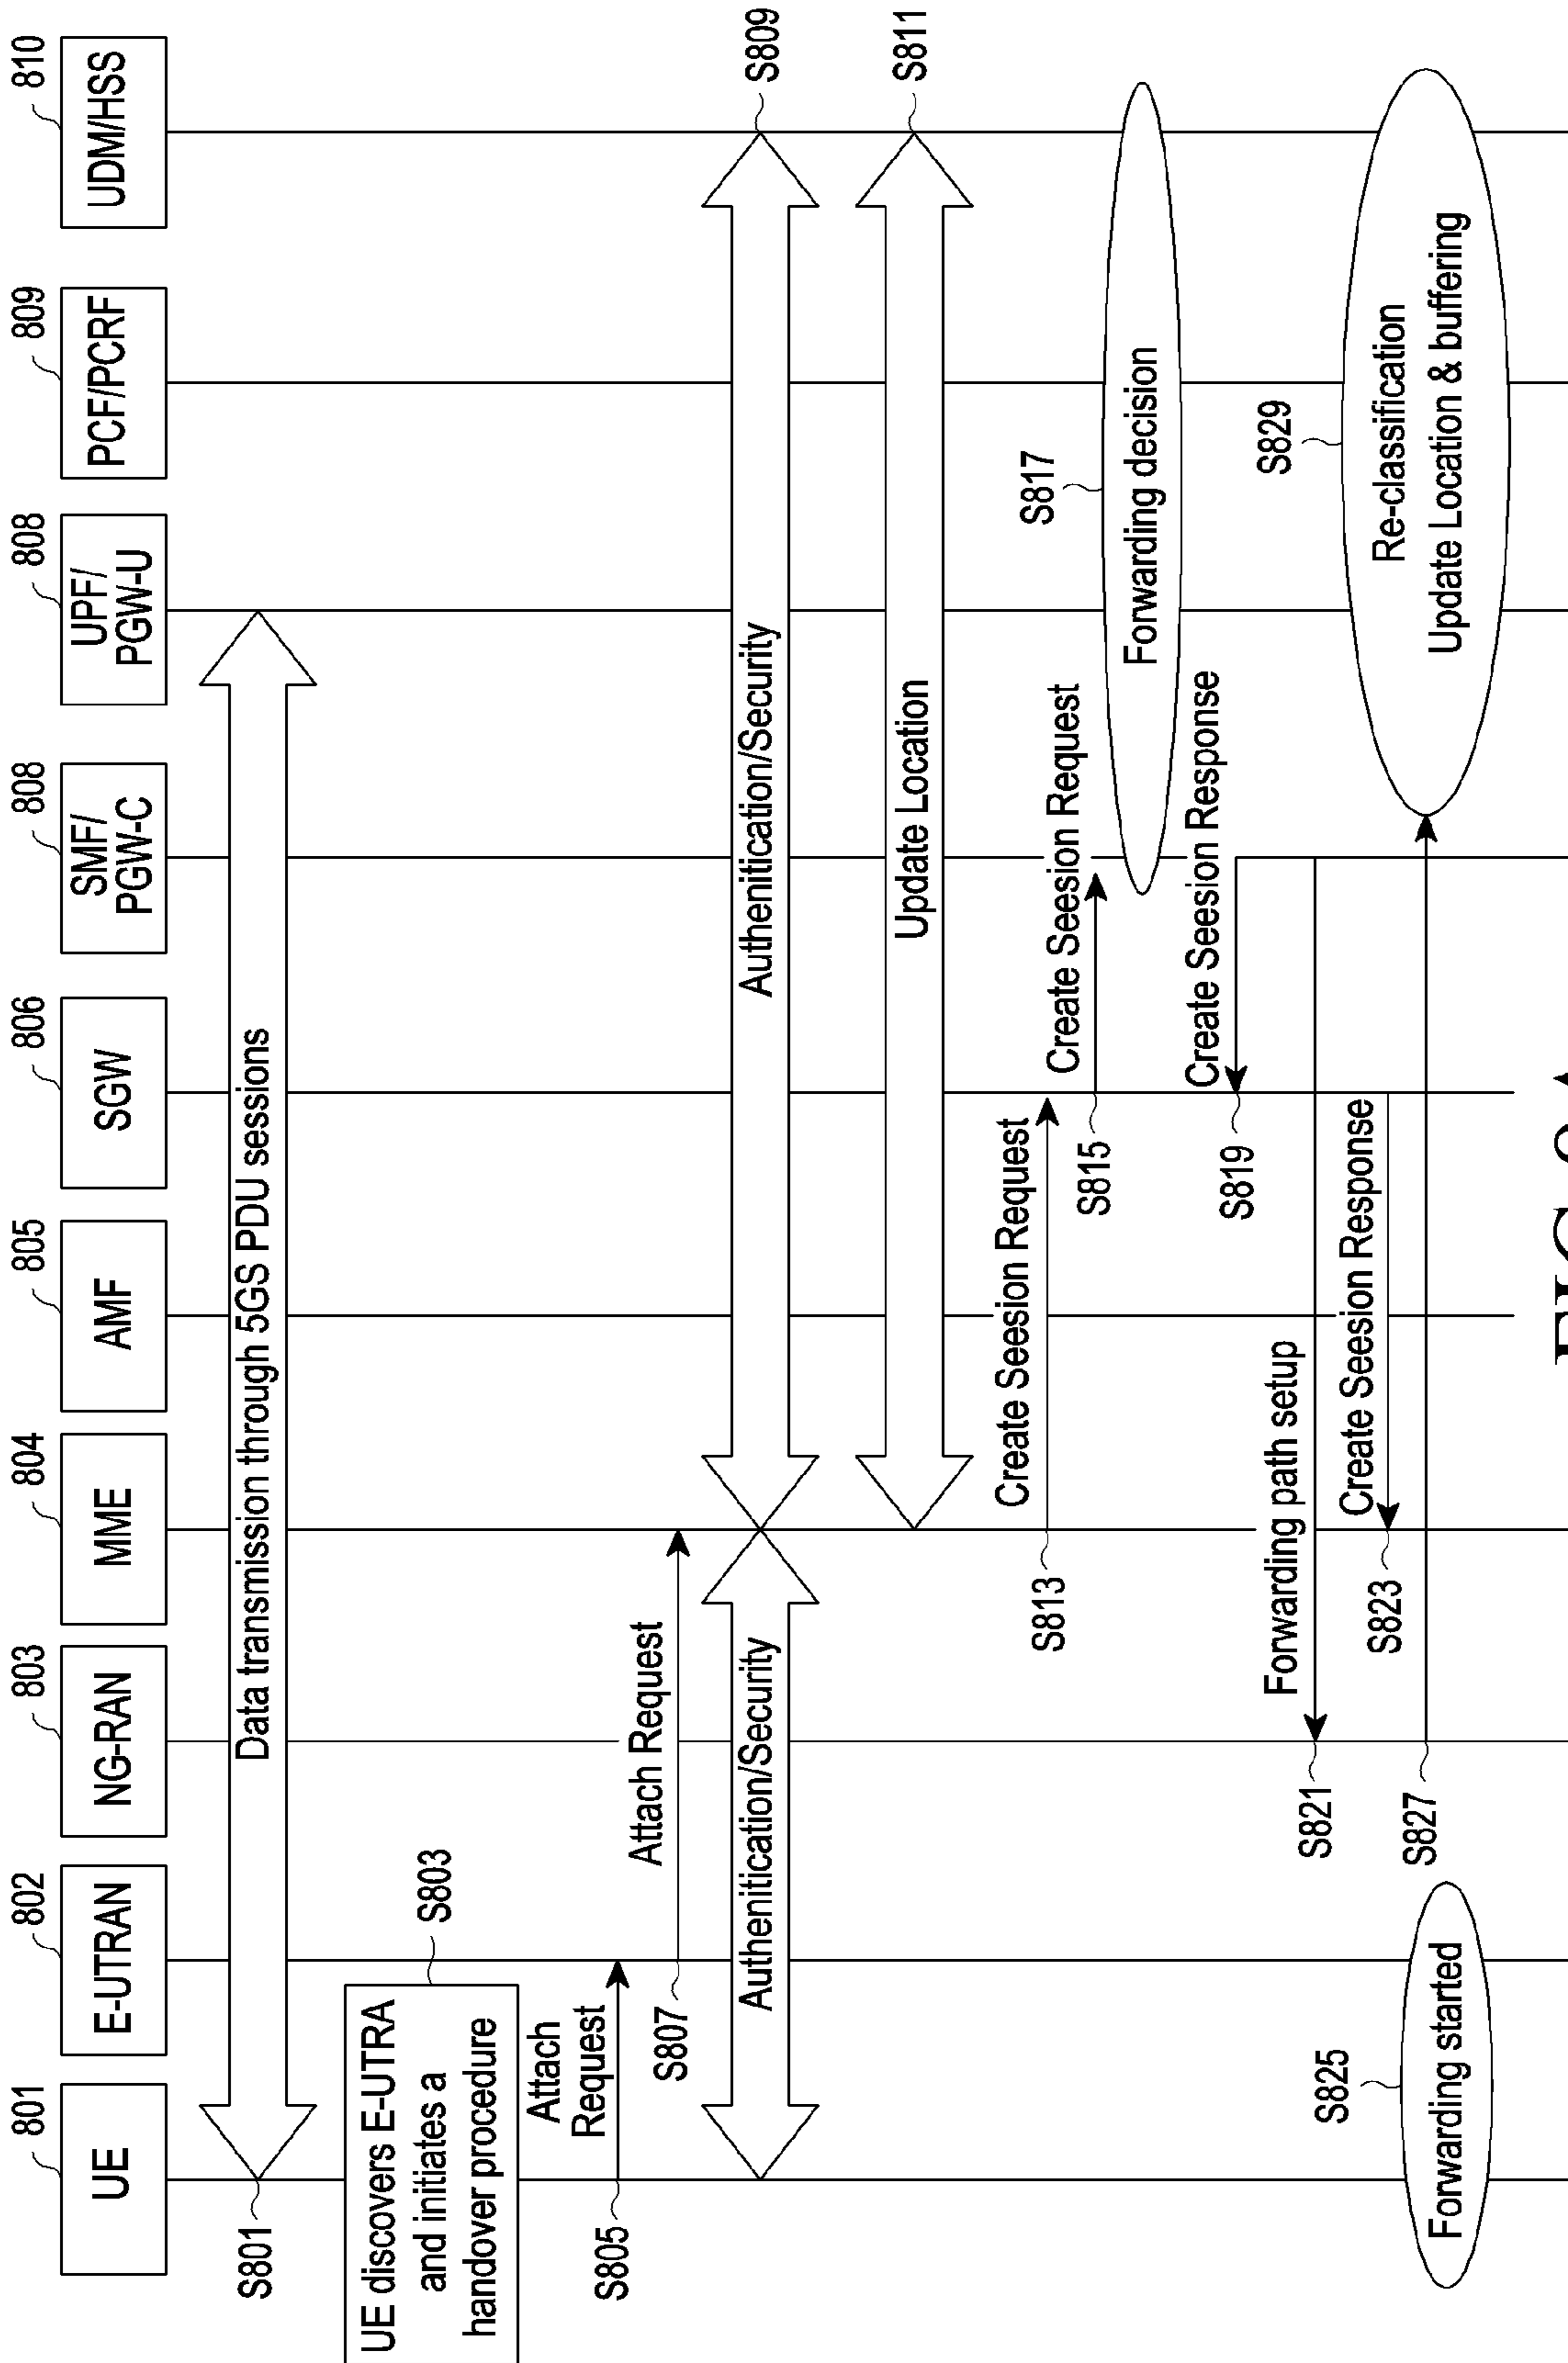 801
802
803
804
805
806
808
808
809
810
UE
E-UTRAN
NG-RAN
MME
AMF
SGW
SMF/
PGW-C
UPF/
PGW-U
PCF/PCRF
UDM/HSS
S801
Data transmission through 5GS PDU sessions
UE discovers E-UTRA
and initiates a
handover procedure
S803
Attach
Request
S805
Attach Request
S807
Authenitication/Security
Authenitication/Security
S809
Update Location
S811
Create Seesion Request
S813
Create Seesion Request
S815
S817
Forwarding decision
Create Seesion Response
S819
Forwarding path setup
S821
Create Seesion Response
S823
S825
Forwarding started
S827
S829
Re-classification
Update Location & buffering